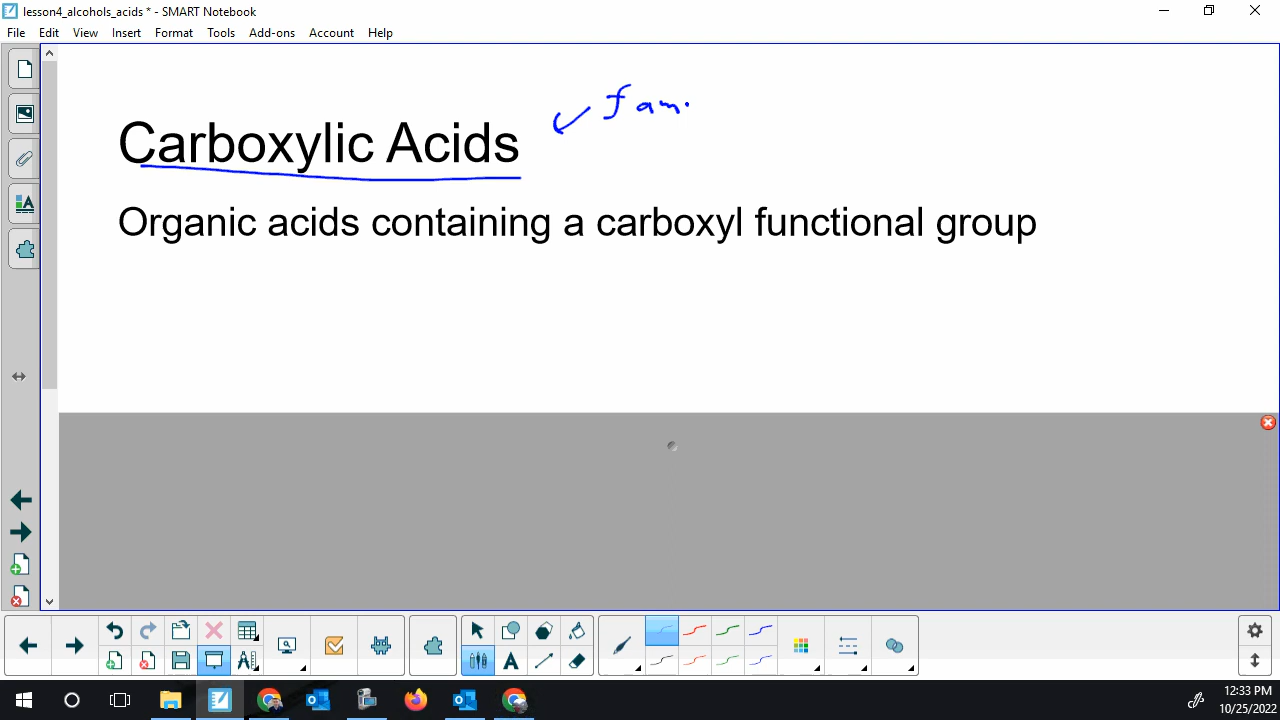 lesson4_alcohols_acids * - SMART Notebook
File Edit View Insert Format Tools Add-ons Account Help
fam.
Carboxylic Acids
Organic acids containing a carboxyl functional group
12:33 PM
10/25/2022